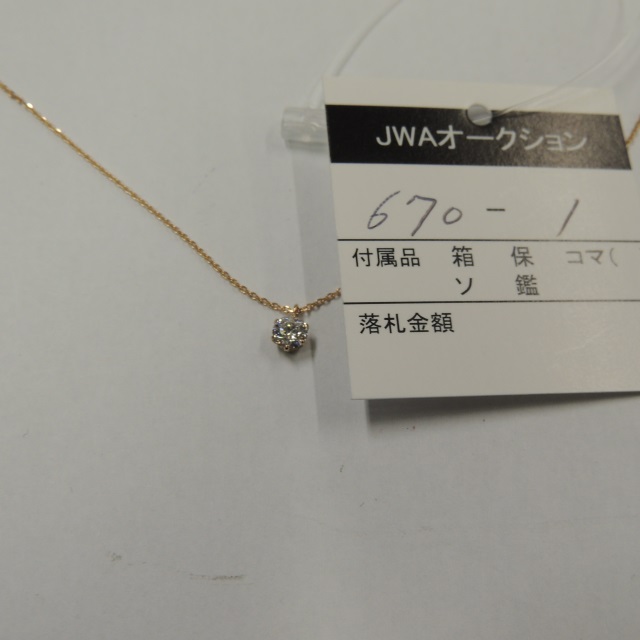 JWAオークション
670-1
付属品 箱 保 コマ(
ソ 鑑
落札金額